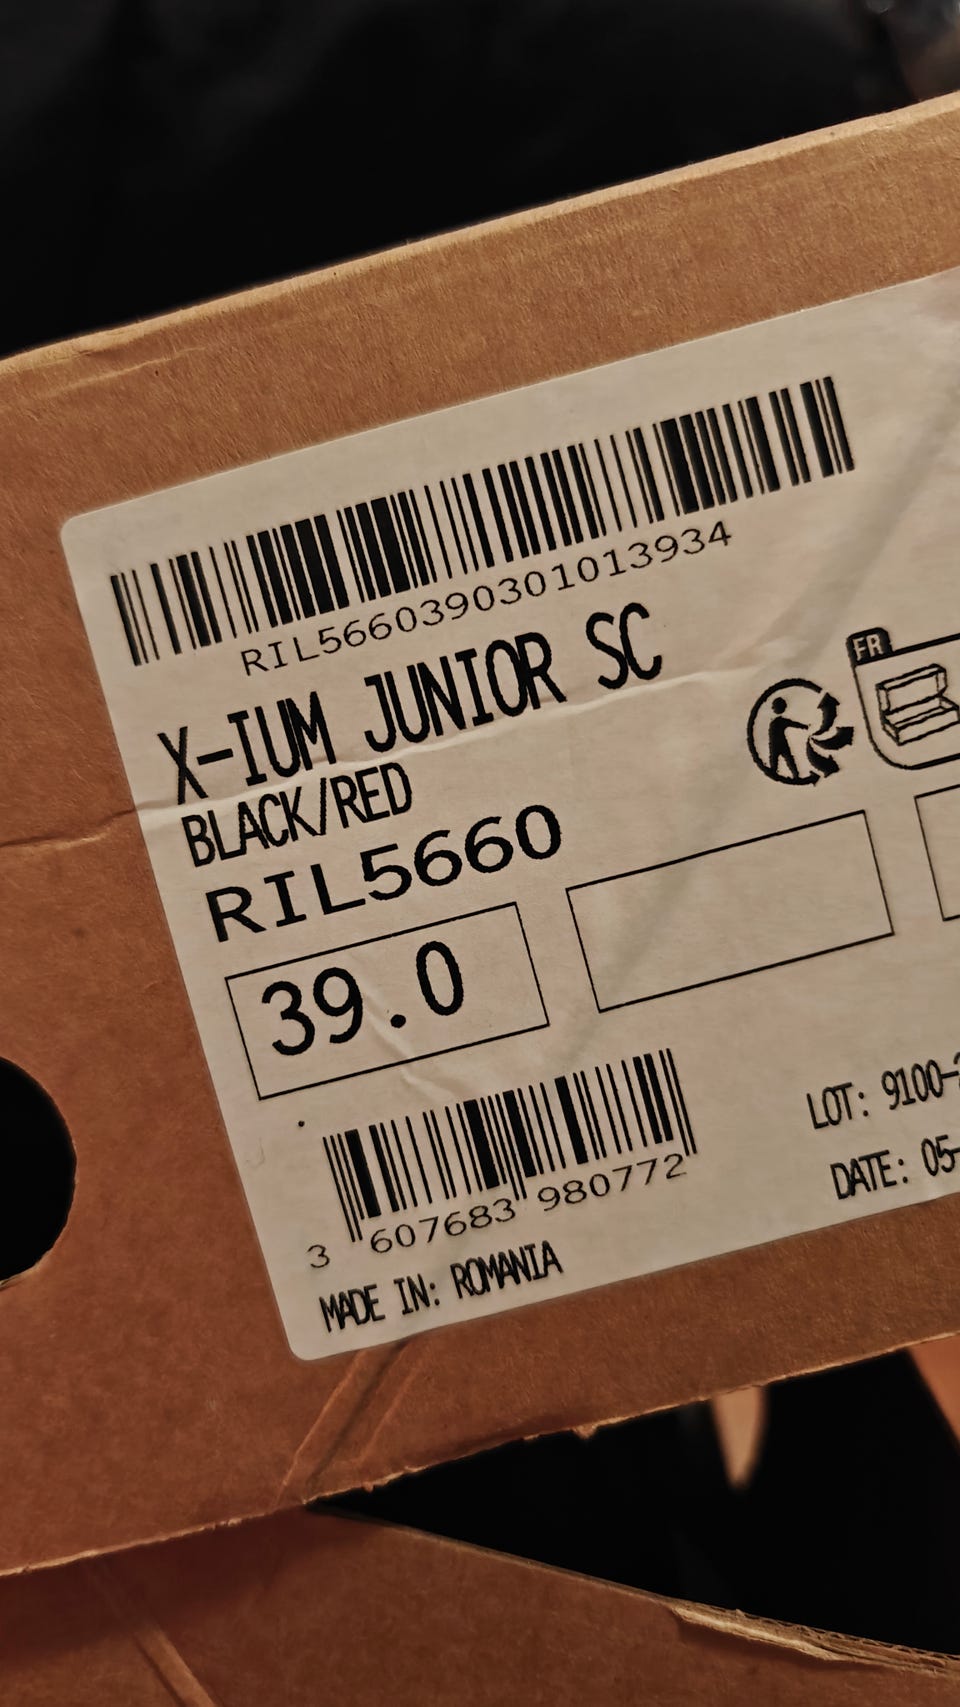 RIL5660390301013934
X-IUM JUNIOR SC
BLACK/RED
RIL5660
FR
39.0
3 607683 980772
LOT: 9100-
DATE: 05-
MADE IN: ROMANIA